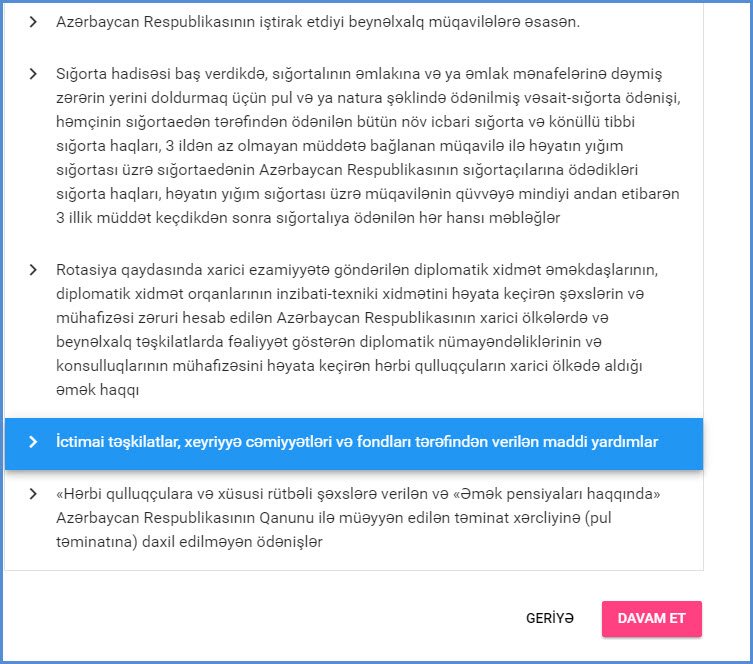 Azərbaycan Respublikasının iştirak etdiyi beynəlxalq müqavilələrə əsasən.
Sığorta hadisəsi baş verdikdə, sığortalının əmlakına və ya əmlak mənafelərinə dəymiş
zərərin yerini doldurmaq üçün pul və ya natura şəklində ödənilmiş vəsait-sığorta ödənişi,
həmçinin sığortaedən tərəfindən ödənilən bütün növ icbari sığorta və könüllü tibbi
sığorta haqları, 3 ildən az olmayan müddətə bağlanan müqavilə ilə həyatın yığım
sığortası üzrə sığortaedənin Azərbaycan Respublikasının sığortaçılarına ödədikləri
sığorta haqları, həyatın yığım sığortası üzrə müqavilənin qüvvəyə mindiyi andan etibarən
3 illik müddət keçdikdən sonra sığortalıya ödənilən hər hansı məbləğlər
Rotasiya qaydasında xarici ezamiyyətə göndərilən diplomatik xidmət əməkdaşlarının,
diplomatik xidmət orqanlarının inzibati-texniki xidmətini həyata keçirən şəxslərin və
mühafizəsi zəruri hesab edilən Azərbaycan Respublikasının xarici ölkələrdə və
beynəlxalq təşkilatlarda fəaliyyət göstərən diplomatik nümayəndəliklərinin və
konsulluqlarının mühafizəsini həyata keçirən hərbi qulluqçuların xarici ölkədə aldığı
əmək haqqı
İctimai təşkilatlar, xeyriyyə cəmiyyətləri və fondları tərəfindən verilən maddi yardımlar
«Hərbi qulluqçulara və xüsusi rütbəli şəxslərə verilən və «Əmək pensiyaları haqqında»
Azərbaycan Respublikasının Qanunu ilə müəyyən edilən təminat xərcliyinə (pul
təminatına) daxil edilməyən ödənişlər
GERİYƏ
DAVAM ET